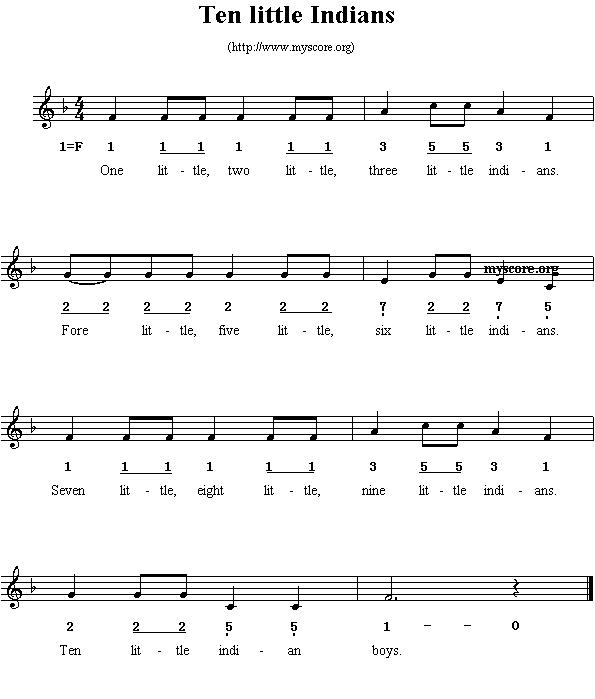 Ten little Indians
(http://www.myscore.org)
4
4
1=F 1 1 1 1 1 1 3 5 5 3 1
One lit - tle, two lit - tle, three lit - tle indi - ans.
myscore.org
2 2 2 2 2 2 2 7 2 2 7 5
Fore lit - tle, five lit - tle, six lit - tle indi - ans.
1 1 1 1 1 1 3 5 5 3 1
Seven lit - tle, eight lit - tle, nine lit - tle indi - ans.
2 2 2 5 5 1 - - 0
Ten lit - tle indi - an boys.